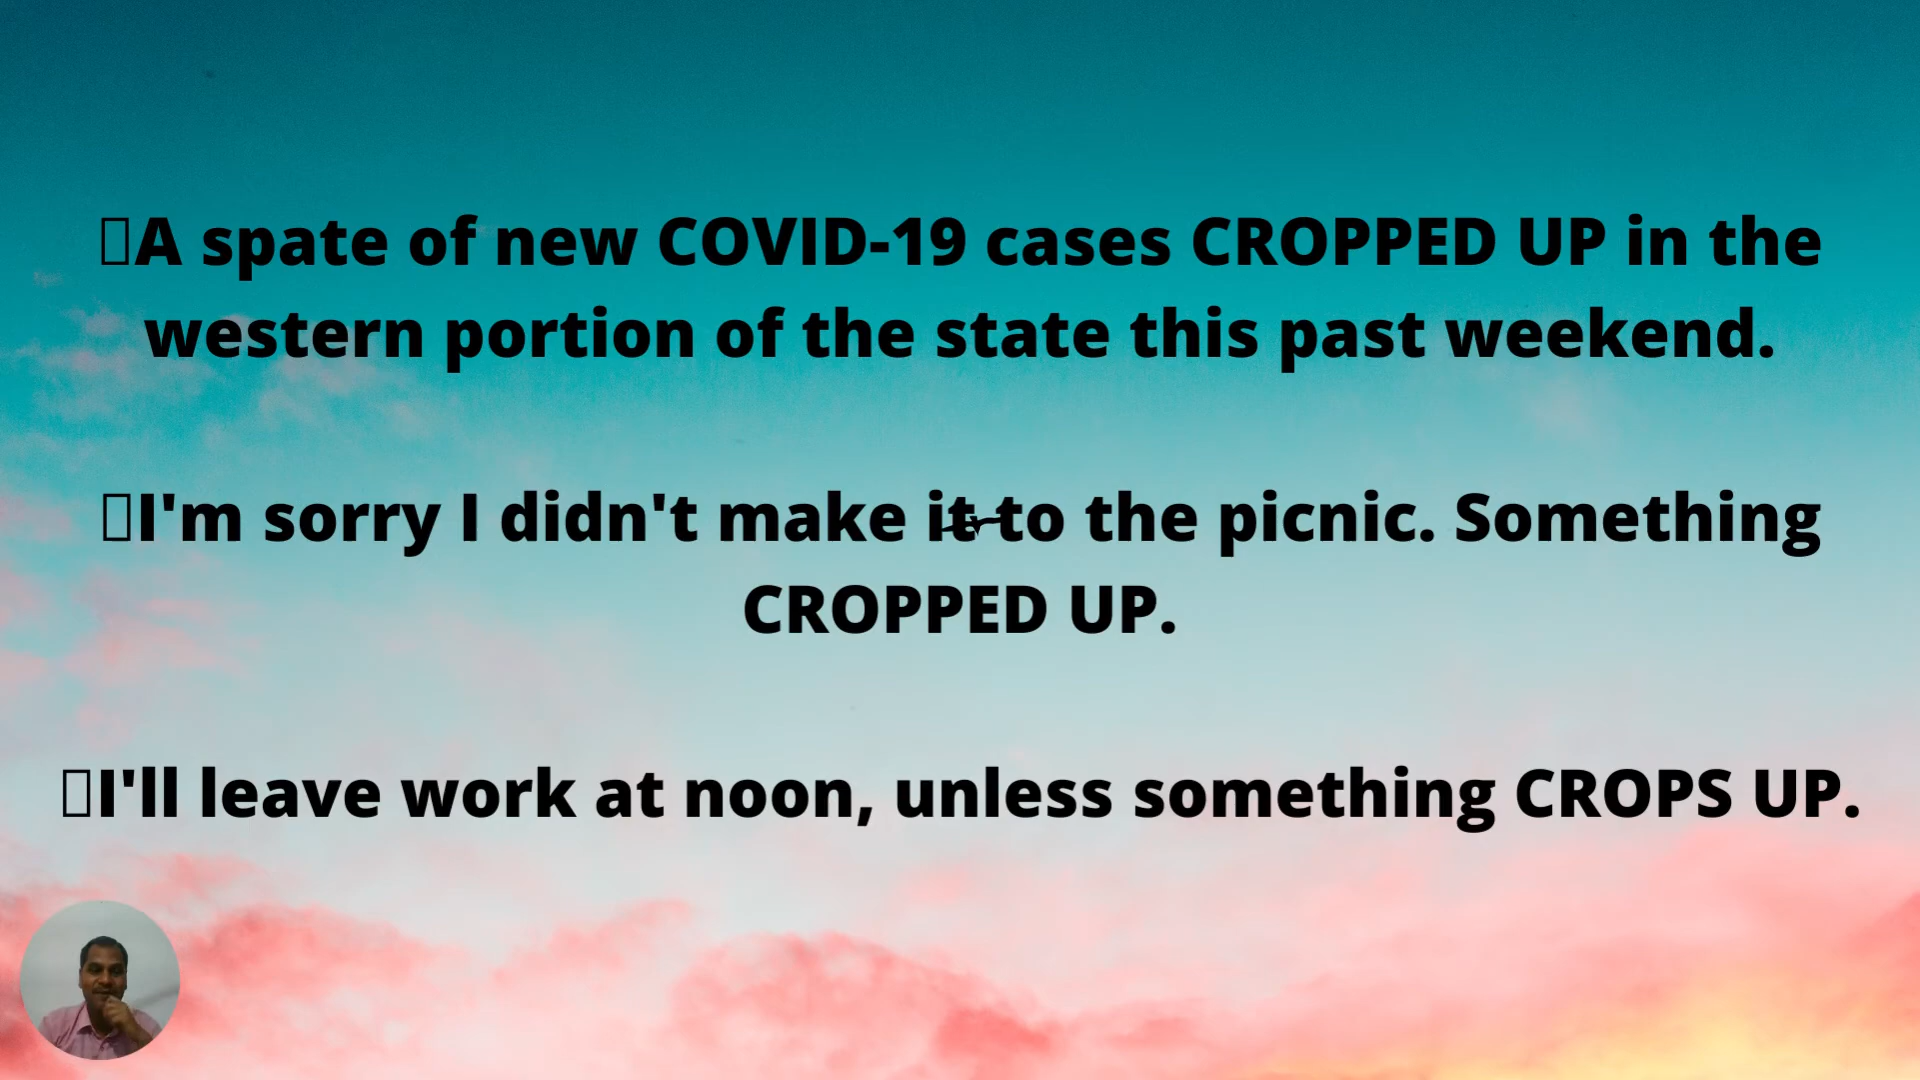 A spate of new COVID-19 cases CROPPED UP in the
western portion of the state this past weekend.
I'm sorry I didn't make it to the picnic. Something
CROPPED UP.
I'll leave work at noon, unless something CROPS UP.